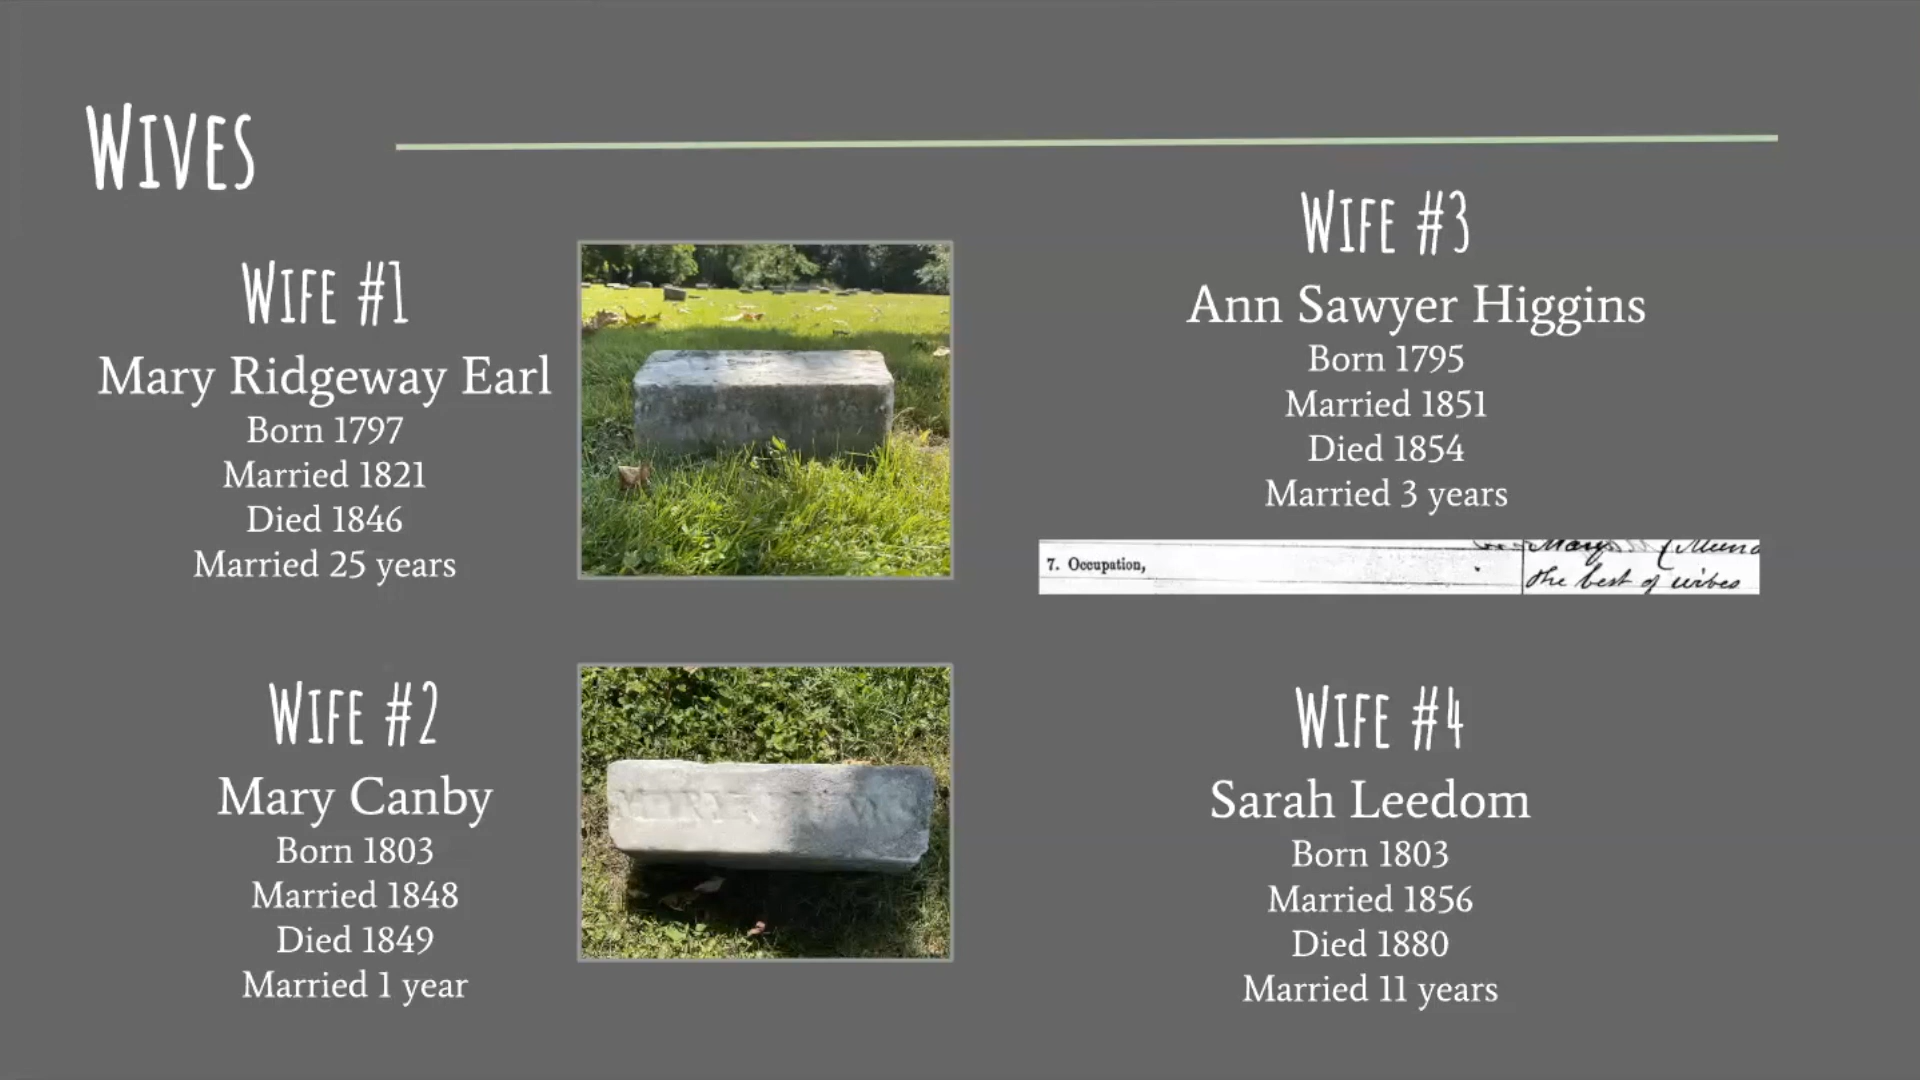 Wives
Wife #1
Mary Ridgeway Earl
Born 1797
Married 1821
Died 1846
Married 25 years
Wife #2
Mary Canby
Born 1803
Married 1848
Died 1849
Married 1 year
Wife #3
Ann Sawyer Higgins
Born 1795
Married 1851
Died 1854
Married 3 years
7. Occupation,
the best of wives
Wife #4
Sarah Leedom
Born 1803
Married 1856
Died 1880
Married 11 years